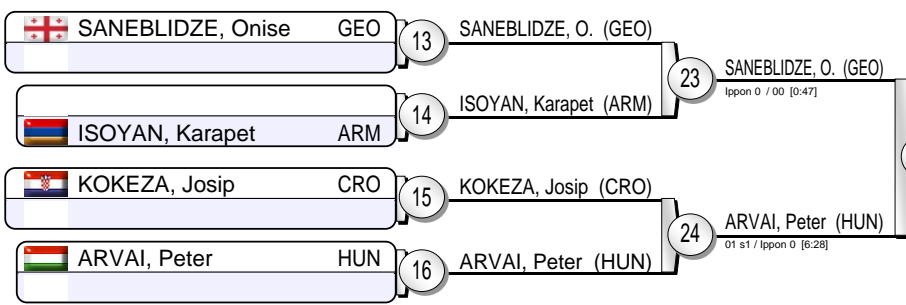 SANEBLIDZE, Onise GEO
13
SANEBLIDZE, O. (GEO)
23
SANEBLIDZE, O. (GEO)
Ippon 0 / 00 [0:47]
14
ISOYAN, Karapet (ARM)
ISOYAN, Karapet ARM
KOKEZA, Josip CRO
15
KOKEZA, Josip (CRO)
24
ARVAI, Peter (HUN)
01 s1 / Ippon 0 [6:28]
ARVAI, Peter HUN
16
ARVAI, Peter (HUN)